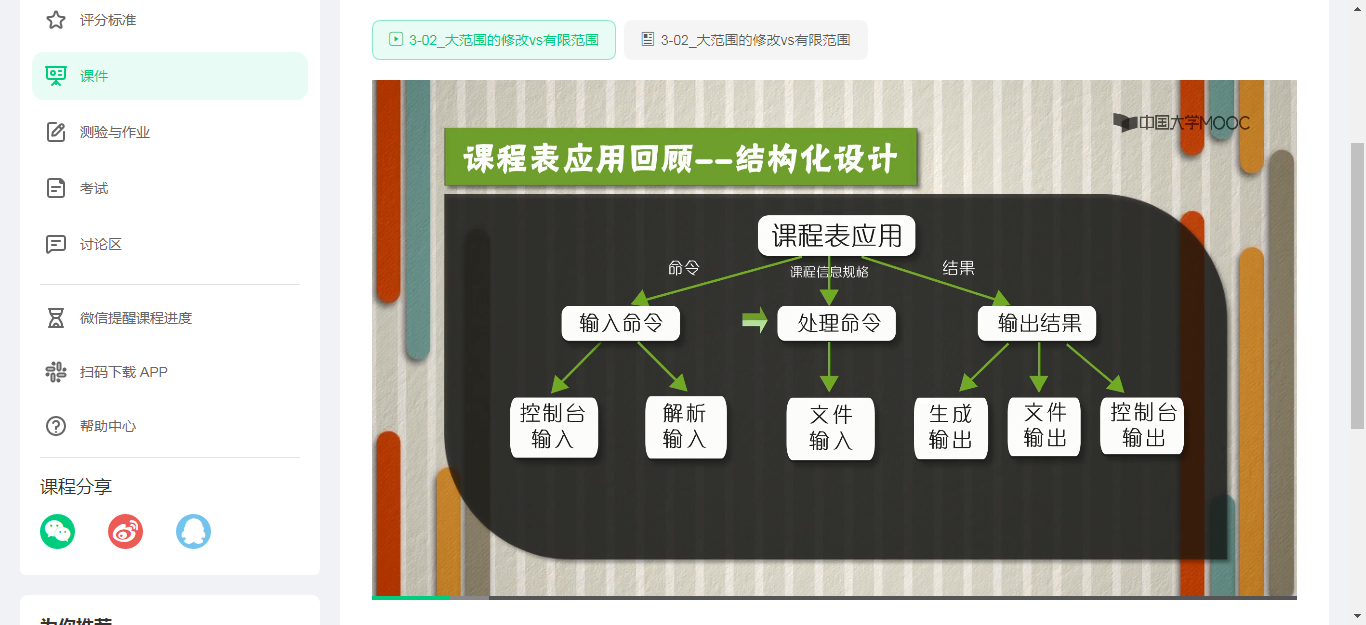 评分标准
课件
测验与作业
考试
讨论区
微信提醒课程进度
扫码下载 APP
帮助中心
课程分享
为你推荐
3-02_大范围的修改vs有限范围
3-02_大范围的修改vs有限范围
中国大学MOOC
课程表应用回顾--结构化设计
课程表应用
命令
课程信息规格
结果
输入命令
处理命令
输出结果
控制台
输入
解析
输入
文件
输入
生成
输出
文件
输出
控制台
输出